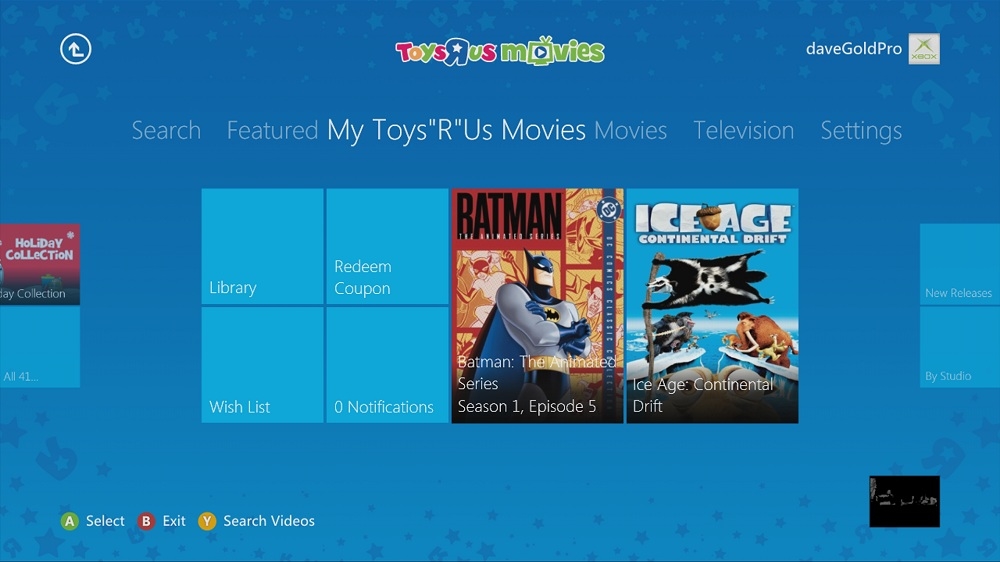 ToysRus movies
daveGoldPro
XBOX
Search Featured My Toys"R"Us Movies Movies Television Settings
HOLiDAY
COLLeCTiON
day Collection
All 41...
Library
Redeem
Coupon
Wish List
0 Notifications
BATMAN
THE ANIMATED SERIES
DC
DC COMICS CLASSIC COLLECTION
Batman: The Animated
Series
Season 1, Episode 5
ICE AGE
CONTINENTAL DRIFT
Ice Age: Continental
Drift
New Releases
By Studio
A Select B Exit Y Search Videos